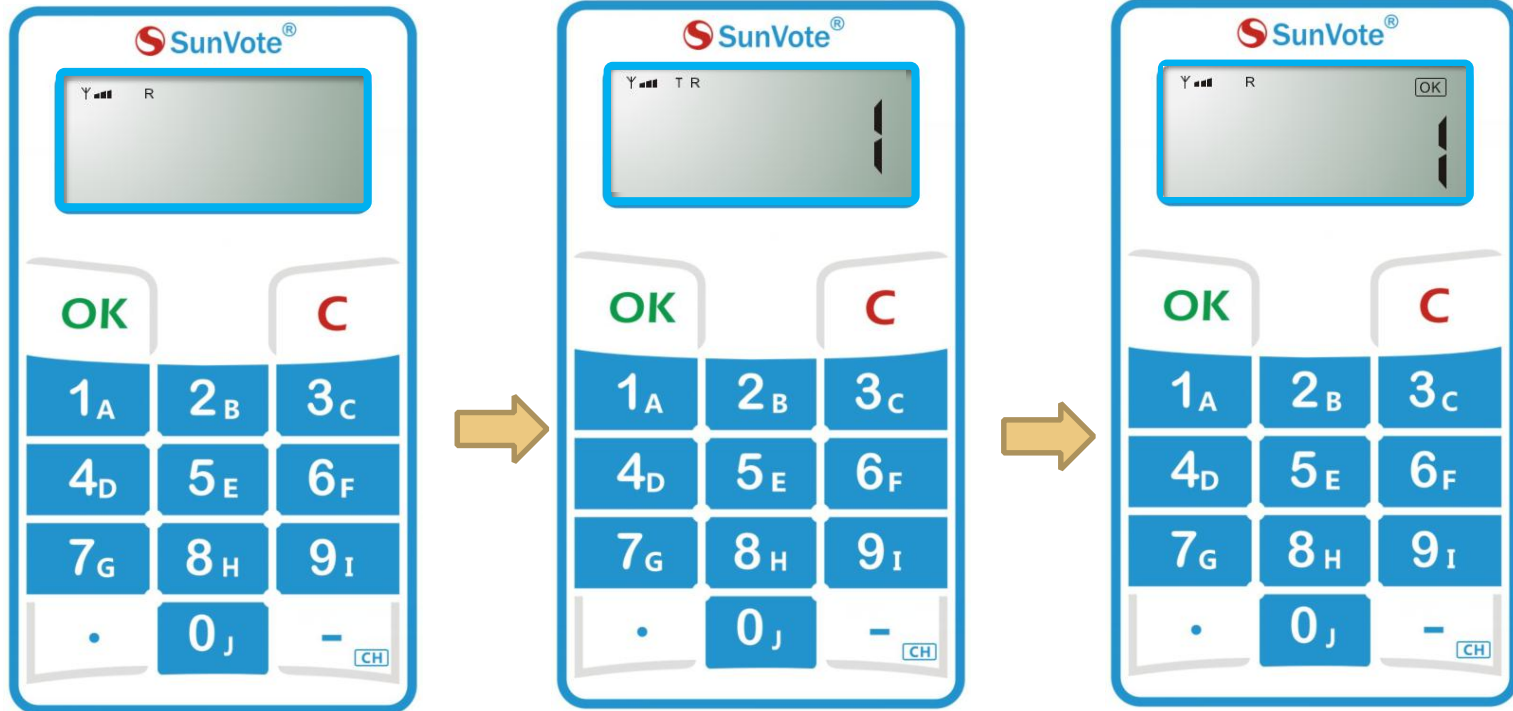 SunVote®
R
OK C
1A 2B 3C
4D 5E 6F
7G 8H 9I
. 0J -
CH
SunVote®
T R
1
OK C
1A 2B 3C
4D 5E 6F
7G 8H 9I
. 0J -
CH
SunVote®
R OK
1
OK C
1A 2B 3C
4D 5E 6F
7G 8H 9I
. 0J -
CH